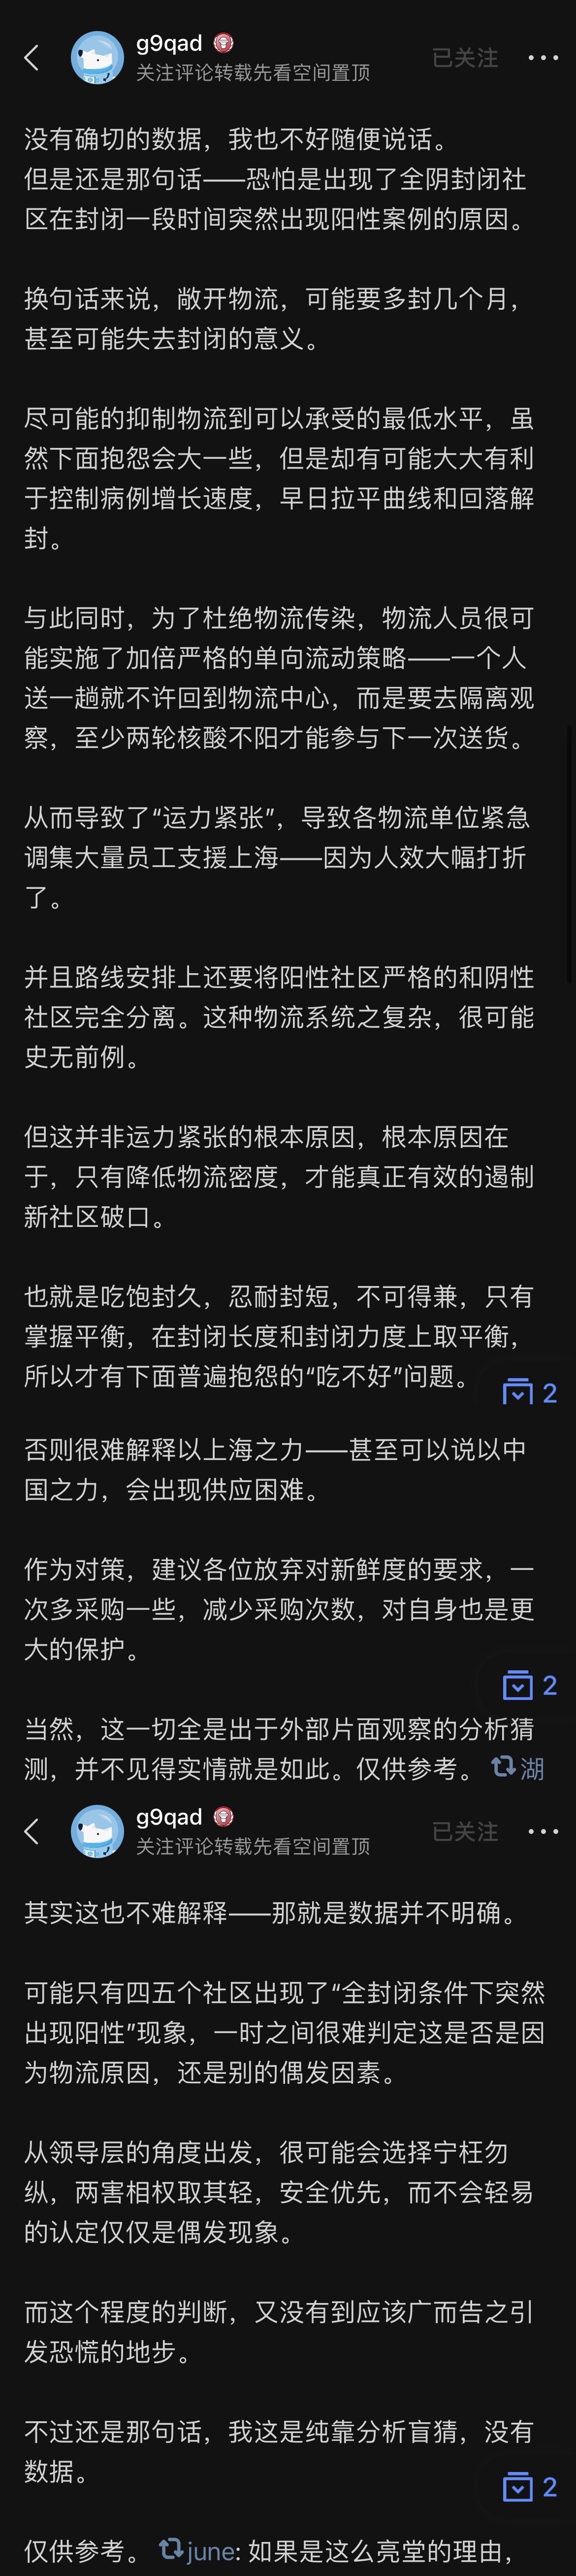 g9qad
已关注
关注评论转载先看空间置顶
没有确切的数据，我也不好随便说话。
但是还是那句话——恐怕是出现了全阴封闭社
区在封闭一段时间突然出现阳性案例的原因。
换句话来说，敞开物流，可能要多封几个月，
甚至可能失去封闭的意义。
尽可能的抑制物流到可以承受的最低水平，虽
然下面抱怨会大一些，但是却有可能大大有利
于控制病例增长速度，早日拉平曲线和回落解
封。
与此同时，为了杜绝物流传染，物流人员很可
能实施了加倍严格的单向流动策略——一个人
送一趟就不许回到物流中心，而是要去隔离观
察，至少两轮核酸不阳才能参与下一次送货。
从而导致了“运力紧张”，导致各物流单位紧急
调集大量员工支援上海——因为人效大幅打折
了。
并且路线安排上还要将阳性社区严格的和阴性
社区完全分离。这种物流系统之复杂，很可能
史无前例。
但这并非运力紧张的根本原因，根本原因在
于，只有降低物流密度，才能真正有效的遏制
新社区破口。
也就是吃饱封久，忍耐封短，不可得兼，只有
掌握平衡，在封闭长度和封闭力度上取平衡，
所以才有下面普遍抱怨的“吃不好”问题。
2
否则很难解释以上海之力——甚至可以说以中
国之力，会出现供应困难。
作为对策，建议各位放弃对新鲜度的要求，一
次多采购一些，减少采购次数，对自身也是更
大的保护。
2
当然，这一切全是出于外部片面观察的分析猜
测，并不见得实情就是如此。仅供参考。 湖
g9qad
已关注
关注评论转载先看空间置顶
其实这也不难解释——那就是数据并不明确。
可能只有四五个社区出现了“全封闭条件下突然
出现阳性”现象，一时之间很难判定这是否是因
为物流原因，还是别的偶发因素。
从领导层的角度出发，很可能会选择宁枉勿
纵，两害相权取其轻，安全优先，而不会轻易
的认定仅仅是偶发现象。
而这个程度的判断，又没有到应该广而告之引
发恐慌的地步。
不过还是那句话，我这是纯靠分析盲猜，没有
数据。
2
仅供参考。 june: 如果是这么亮堂的理由，